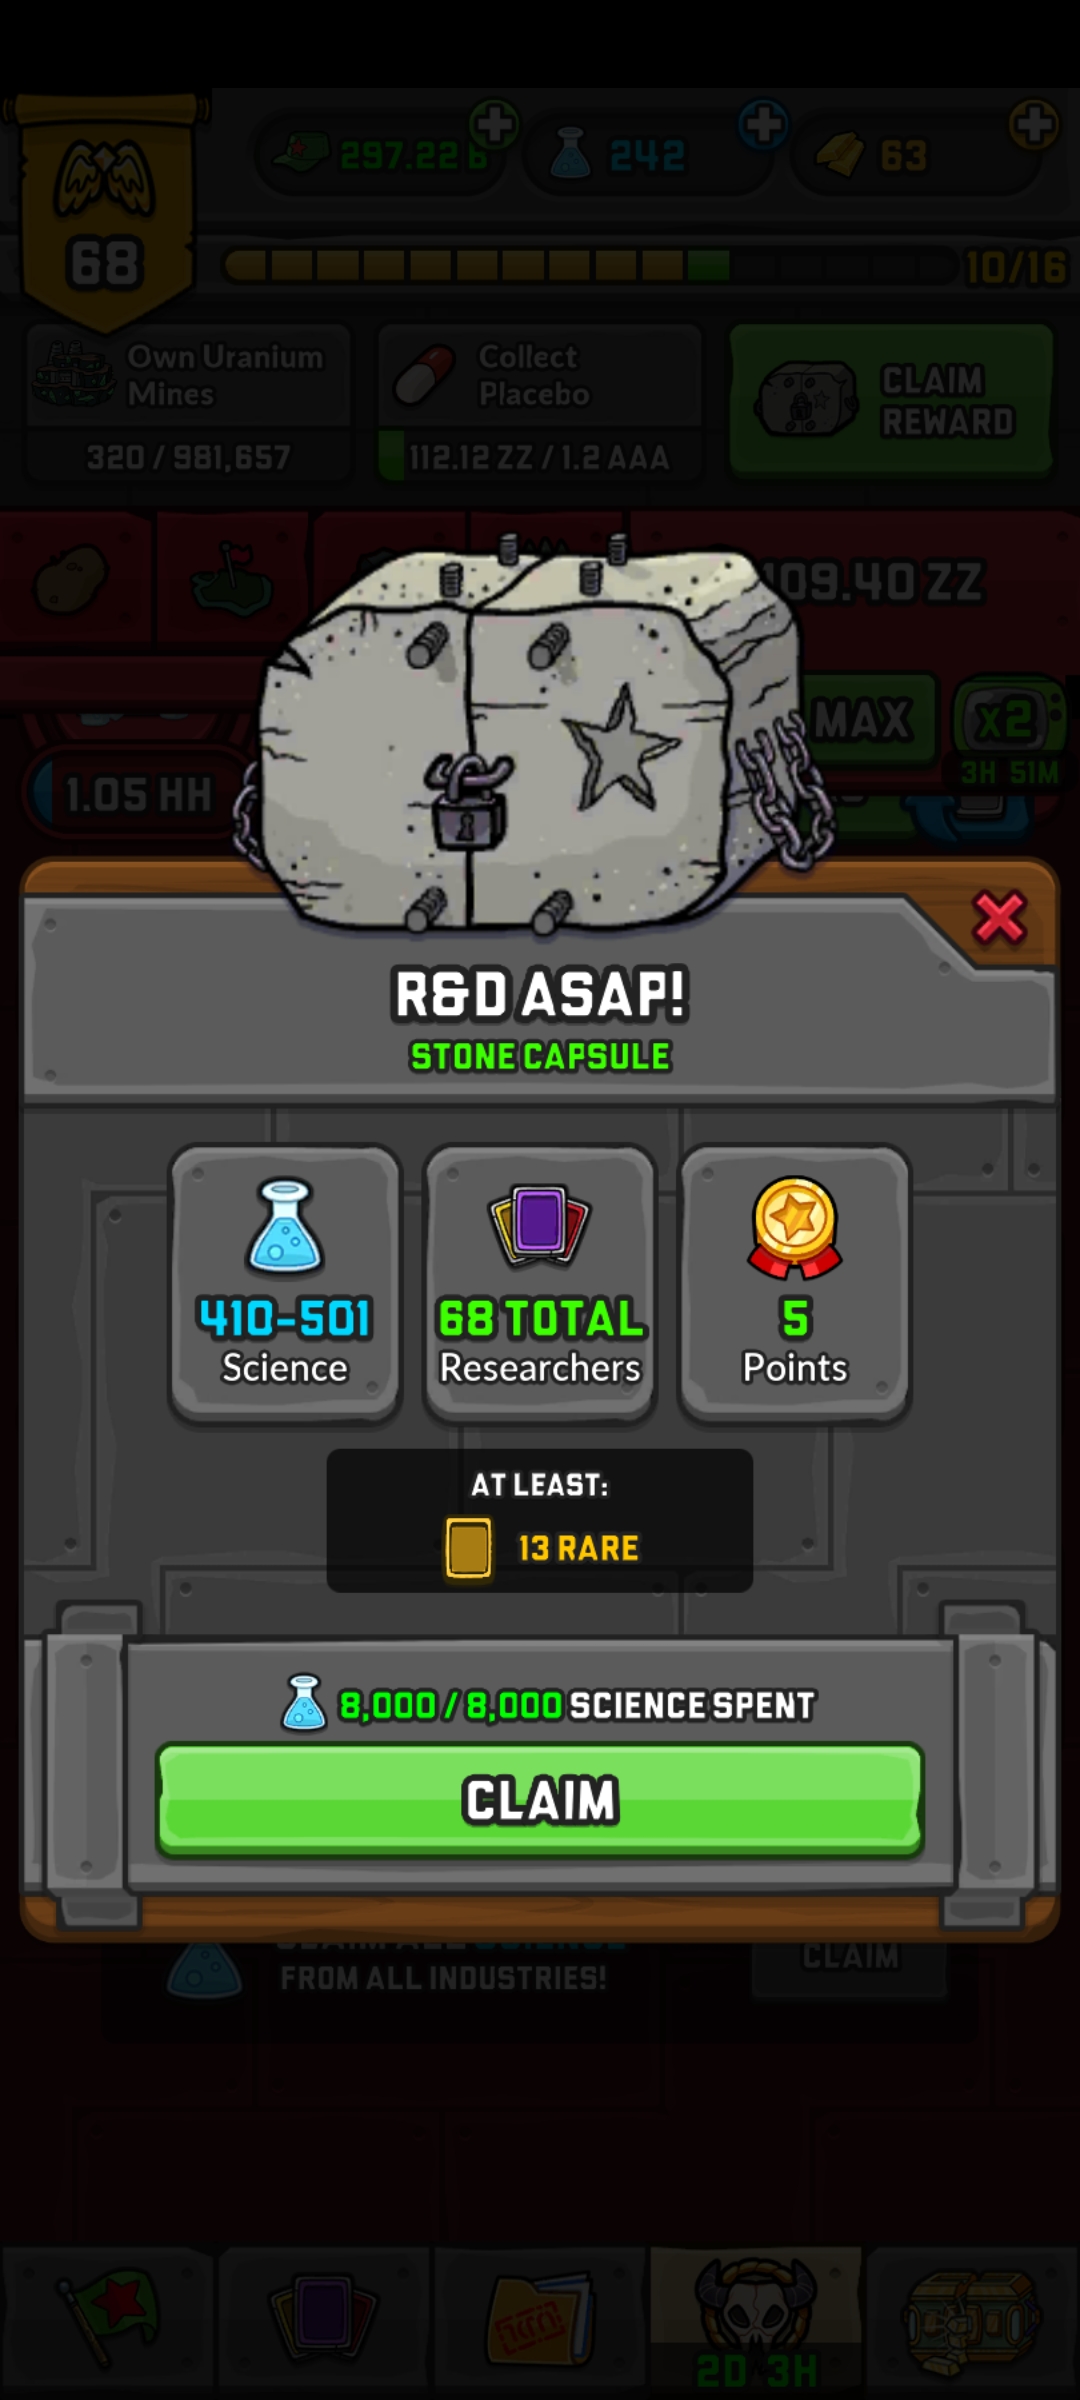 297.22 B
242
63
68
10/16
Own Uranium
Mines
320 / 981,657
Collect
Placebo
112.12 ZZ / 1.2 AAA
CLAIM
REWARD
109.40 ZZ
MAX
x2
3H 51M
1.05 HH
R&D ASAP!
STONE CAPSULE
410-501
Science
68 TOTAL
Researchers
5
Points
AT LEAST:
13 RARE
8,000 / 8,000 SCIENCE SPENT
CLAIM
CLAIM ALL SCIENCE
FROM ALL INDUSTRIES!
CLAIM
2D 3H